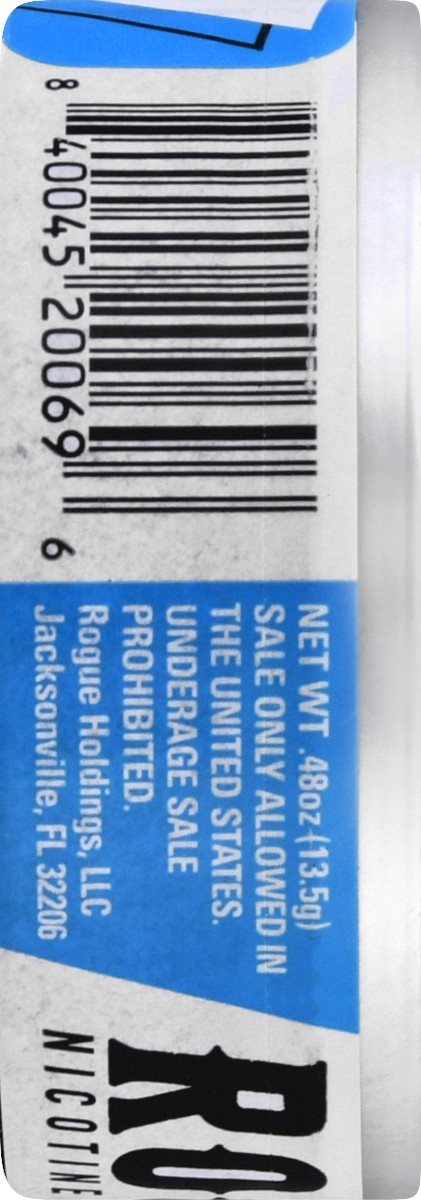 8 40045 20069 6
NET WT .48oz (13.5g)
SALE ONLY ALLOWED IN
THE UNITED STATES.
UNDERAGE SALE
PROHIBITED.
Rogue Holdings, LLC
Jacksonville, FL 32206
RO
NICOTINE